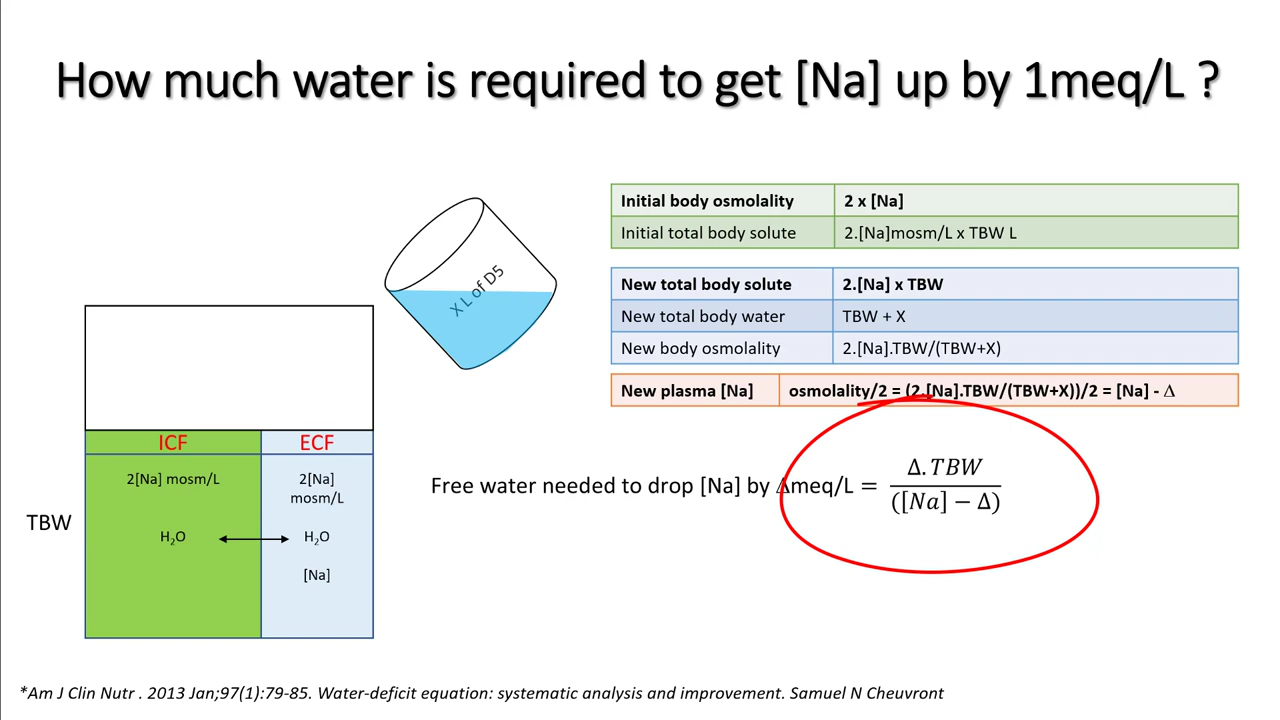 How much water is required to get [Na] up by 1meq/L ?
X L of D5
Initial body osmolality 2 x [Na]
Initial total body solute 2.[Na]mosm/L x TBW L
New total body solute 2.[Na] x TBW
New total body water TBW + X
New body osmolality 2.[Na].TBW/(TBW+X)
New plasma [Na] osmolality/2 = (2.[Na].TBW/(TBW+X))/2 = [Na] - Δ
ICF ECF
2[Na] mosm/L 2[Na]
mosm/L
TBW
H₂O H₂O
[Na]
Free water needed to drop [Na] by Δmeq/L =
Δ.TBW
([Na] − Δ)
*Am J Clin Nutr . 2013 Jan;97(1):79-85. Water-deficit equation: systematic analysis and improvement. Samuel N Cheuvront